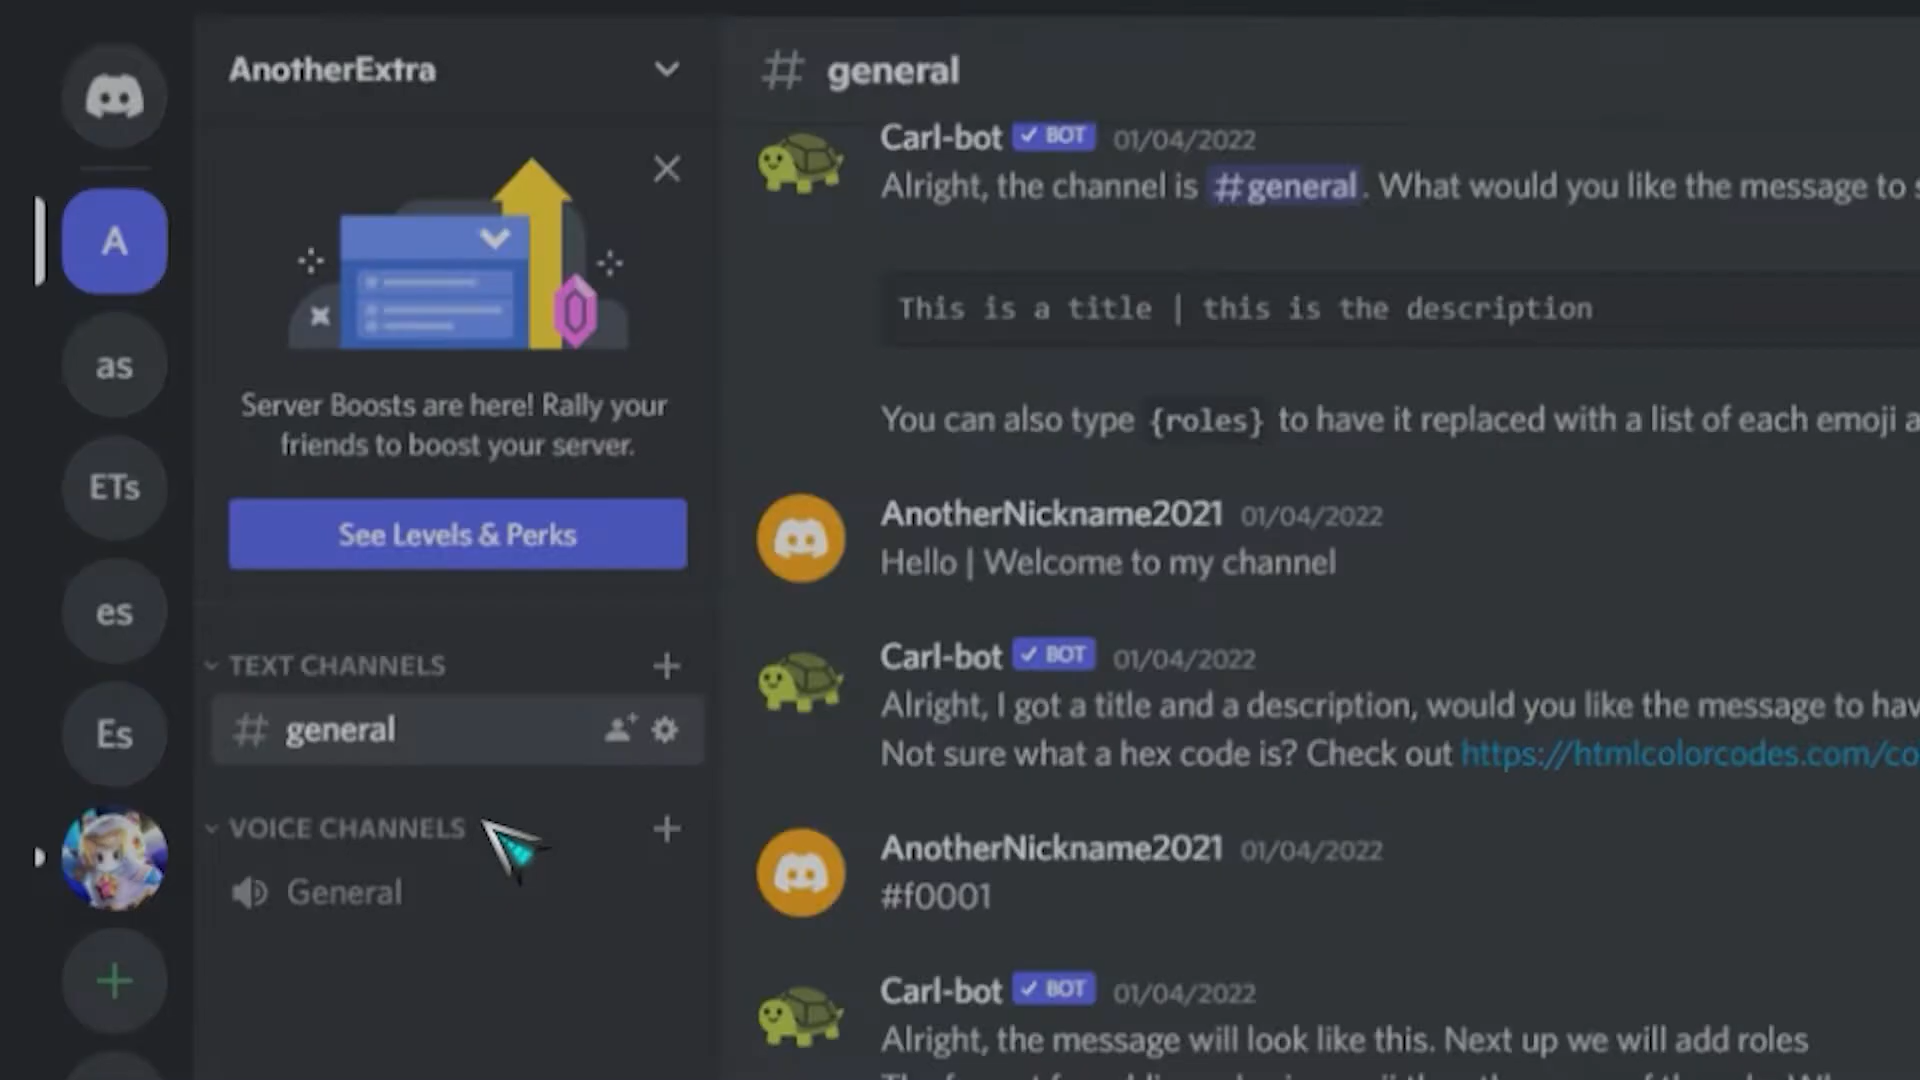 AnotherExtra
A
as
ETs
es
Es
Server Boosts are here! Rally your
friends to boost your server.
See Levels & Perks
TEXT CHANNELS
# general
VOICE CHANNELS
General
# general
Carl-bot ✓ BOT 01/04/2022
Alright, the channel is #general. What would you like the message to
This is a title | this is the description
You can also type {roles} to have it replaced with a list of each emoji
AnotherNickname2021 01/04/2022
Hello | Welcome to my channel
Carl-bot ✓ BOT 01/04/2022
Alright, I got a title and a description, would you like the message to
Not sure what a hex code is? Check out https://htmlcolorcodes.com/co
AnotherNickname2021 01/04/2022
#f0001
Carl-bot ✓ BOT 01/04/2022
Alright, the message will look like this. Next up we will add roles